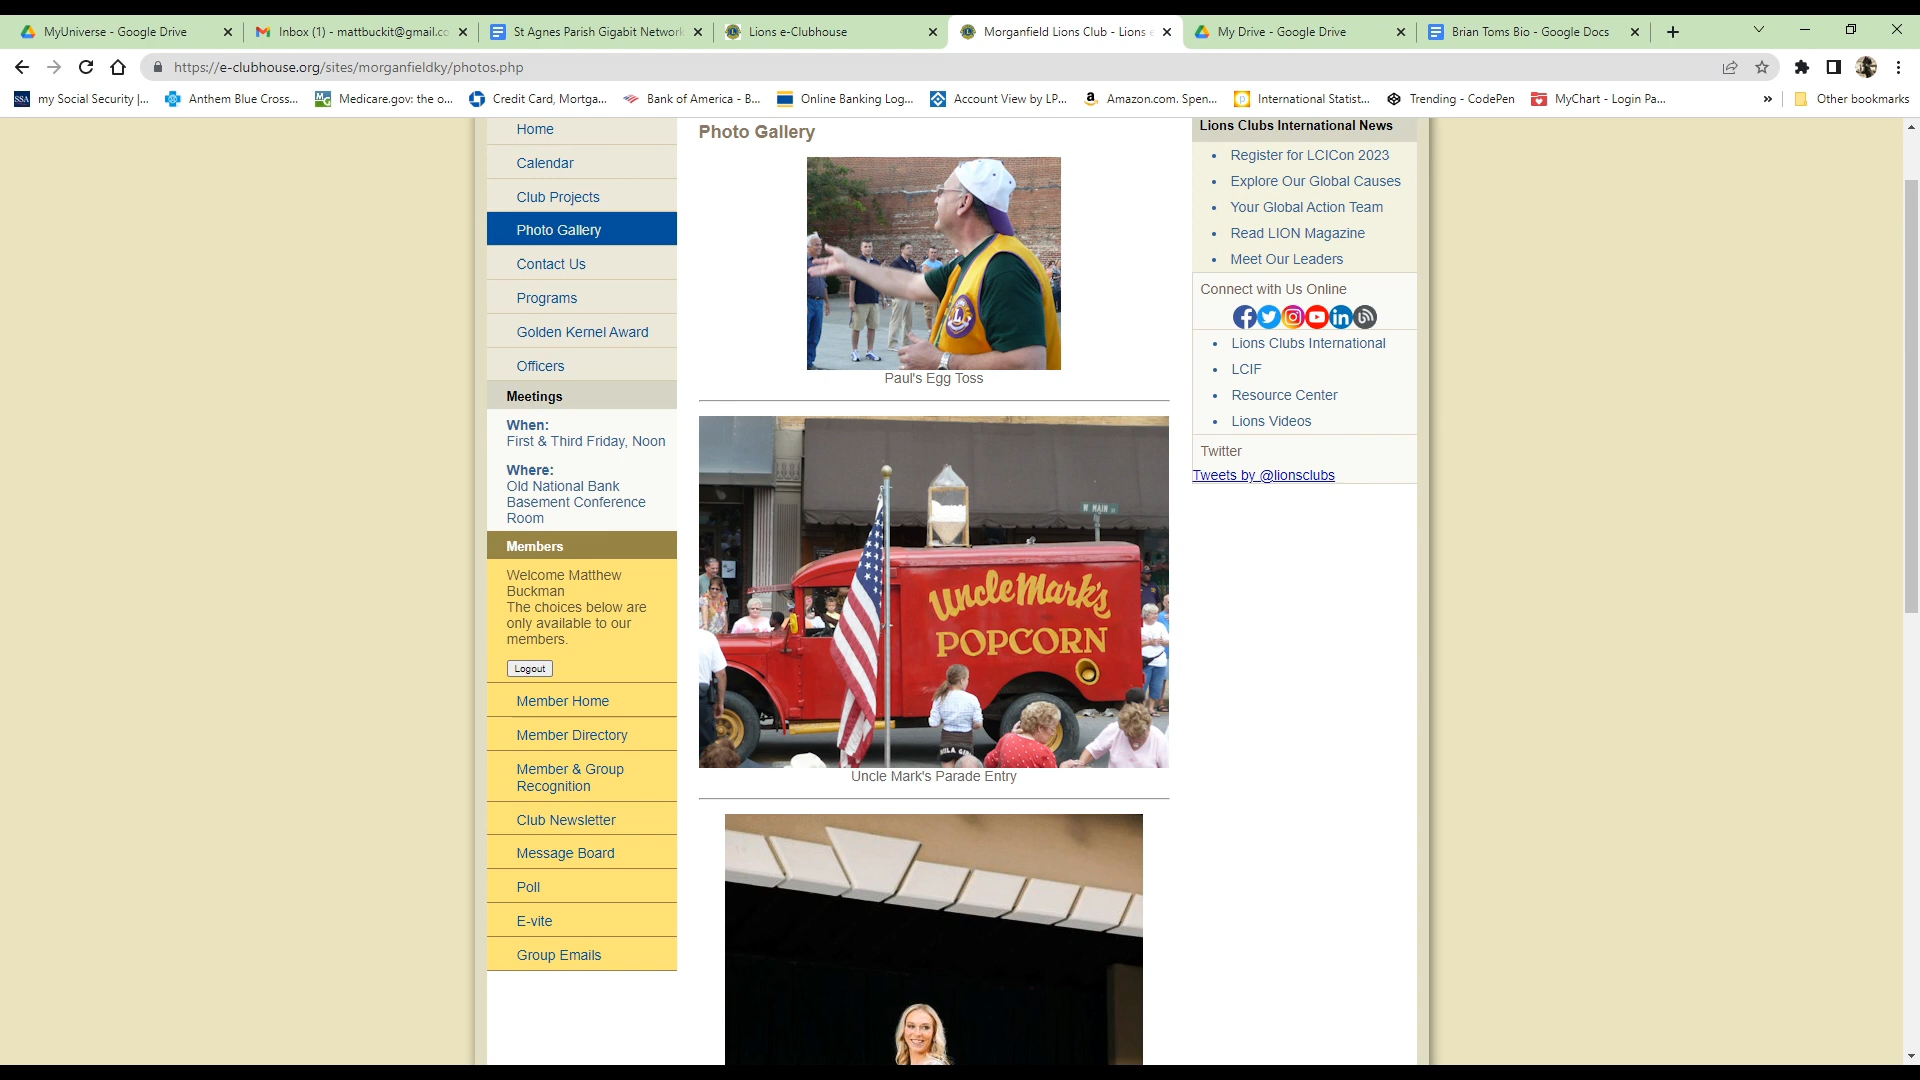 MyUniverse - Google Drive
Inbox (1) - mattbuckit@gmail.co
St Agnes Parish Gigabit Network
Lions e-Clubhouse
Morganfield Lions Club - Lions e
My Drive - Google Drive
Brian Toms Bio - Google Docs
https://e-clubhouse.org/sites/morganfieldky/photos.php
SSA my Social Security |...
Anthem Blue Cross...
MG Medicare.gov: the o...
Credit Card, Mortga...
Bank of America - B...
Online Banking Log...
Account View by LP...
Amazon.com. Spen...
International Statist...
Trending - CodePen
MyChart - Login Pa...
»
Other bookmarks
Home
Calendar
Club Projects
Photo Gallery
Contact Us
Programs
Golden Kernel Award
Officers
Meetings
When:
First & Third Friday, Noon
Where:
Old National Bank
Basement Conference
Room
Members
Welcome Matthew
Buckman
The choices below are
only available to our
members.
Logout
Member Home
Member Directory
Member & Group
Recognition
Club Newsletter
Message Board
Poll
E-vite
Group Emails
Photo Gallery
L
Paul's Egg Toss
W MAIN ST
Uncle Mark's
POPCORN
Uncle Mark's Parade Entry
Lions Clubs International News
Register for LCICon 2023
Explore Our Global Causes
Your Global Action Team
Read LION Magazine
Meet Our Leaders
Connect with Us Online
Lions Clubs International
LCIF
Resource Center
Lions Videos
Twitter
Tweets by @lionsclubs